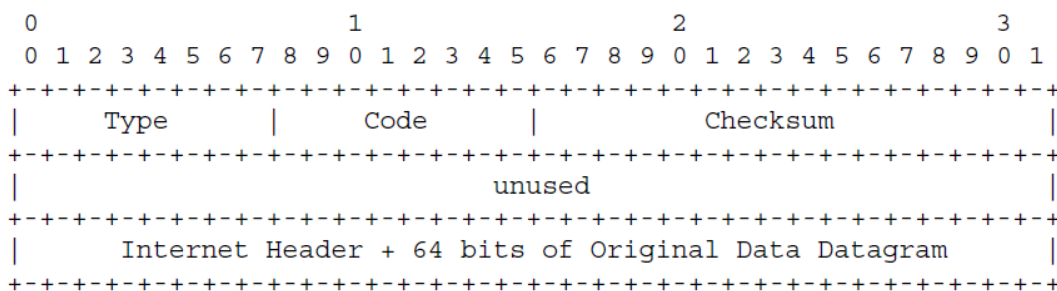 0                   1                   2                   3
0 1 2 3 4 5 6 7 8 9 0 1 2 3 4 5 6 7 8 9 0 1 2 3 4 5 6 7 8 9 0 1
+-+-+-+-+-+-+-+-+-+-+-+-+-+-+-+-+-+-+-+-+-+-+-+-+-+-+-+-+-+-+-+-+
|     Type      |     Code      |          Checksum             |
+-+-+-+-+-+-+-+-+-+-+-+-+-+-+-+-+-+-+-+-+-+-+-+-+-+-+-+-+-+-+-+-+
|                             unused                            |
+-+-+-+-+-+-+-+-+-+-+-+-+-+-+-+-+-+-+-+-+-+-+-+-+-+-+-+-+-+-+-+-+
|      Internet Header + 64 bits of Original Data Datagram      |
+-+-+-+-+-+-+-+-+-+-+-+-+-+-+-+-+-+-+-+-+-+-+-+-+-+-+-+-+-+-+-+-+